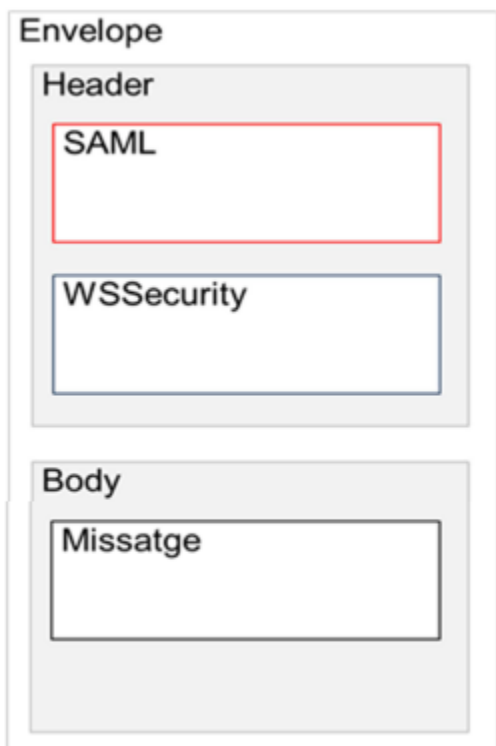 Envelope
Header
SAML
WSSecurity
Body
Missatge